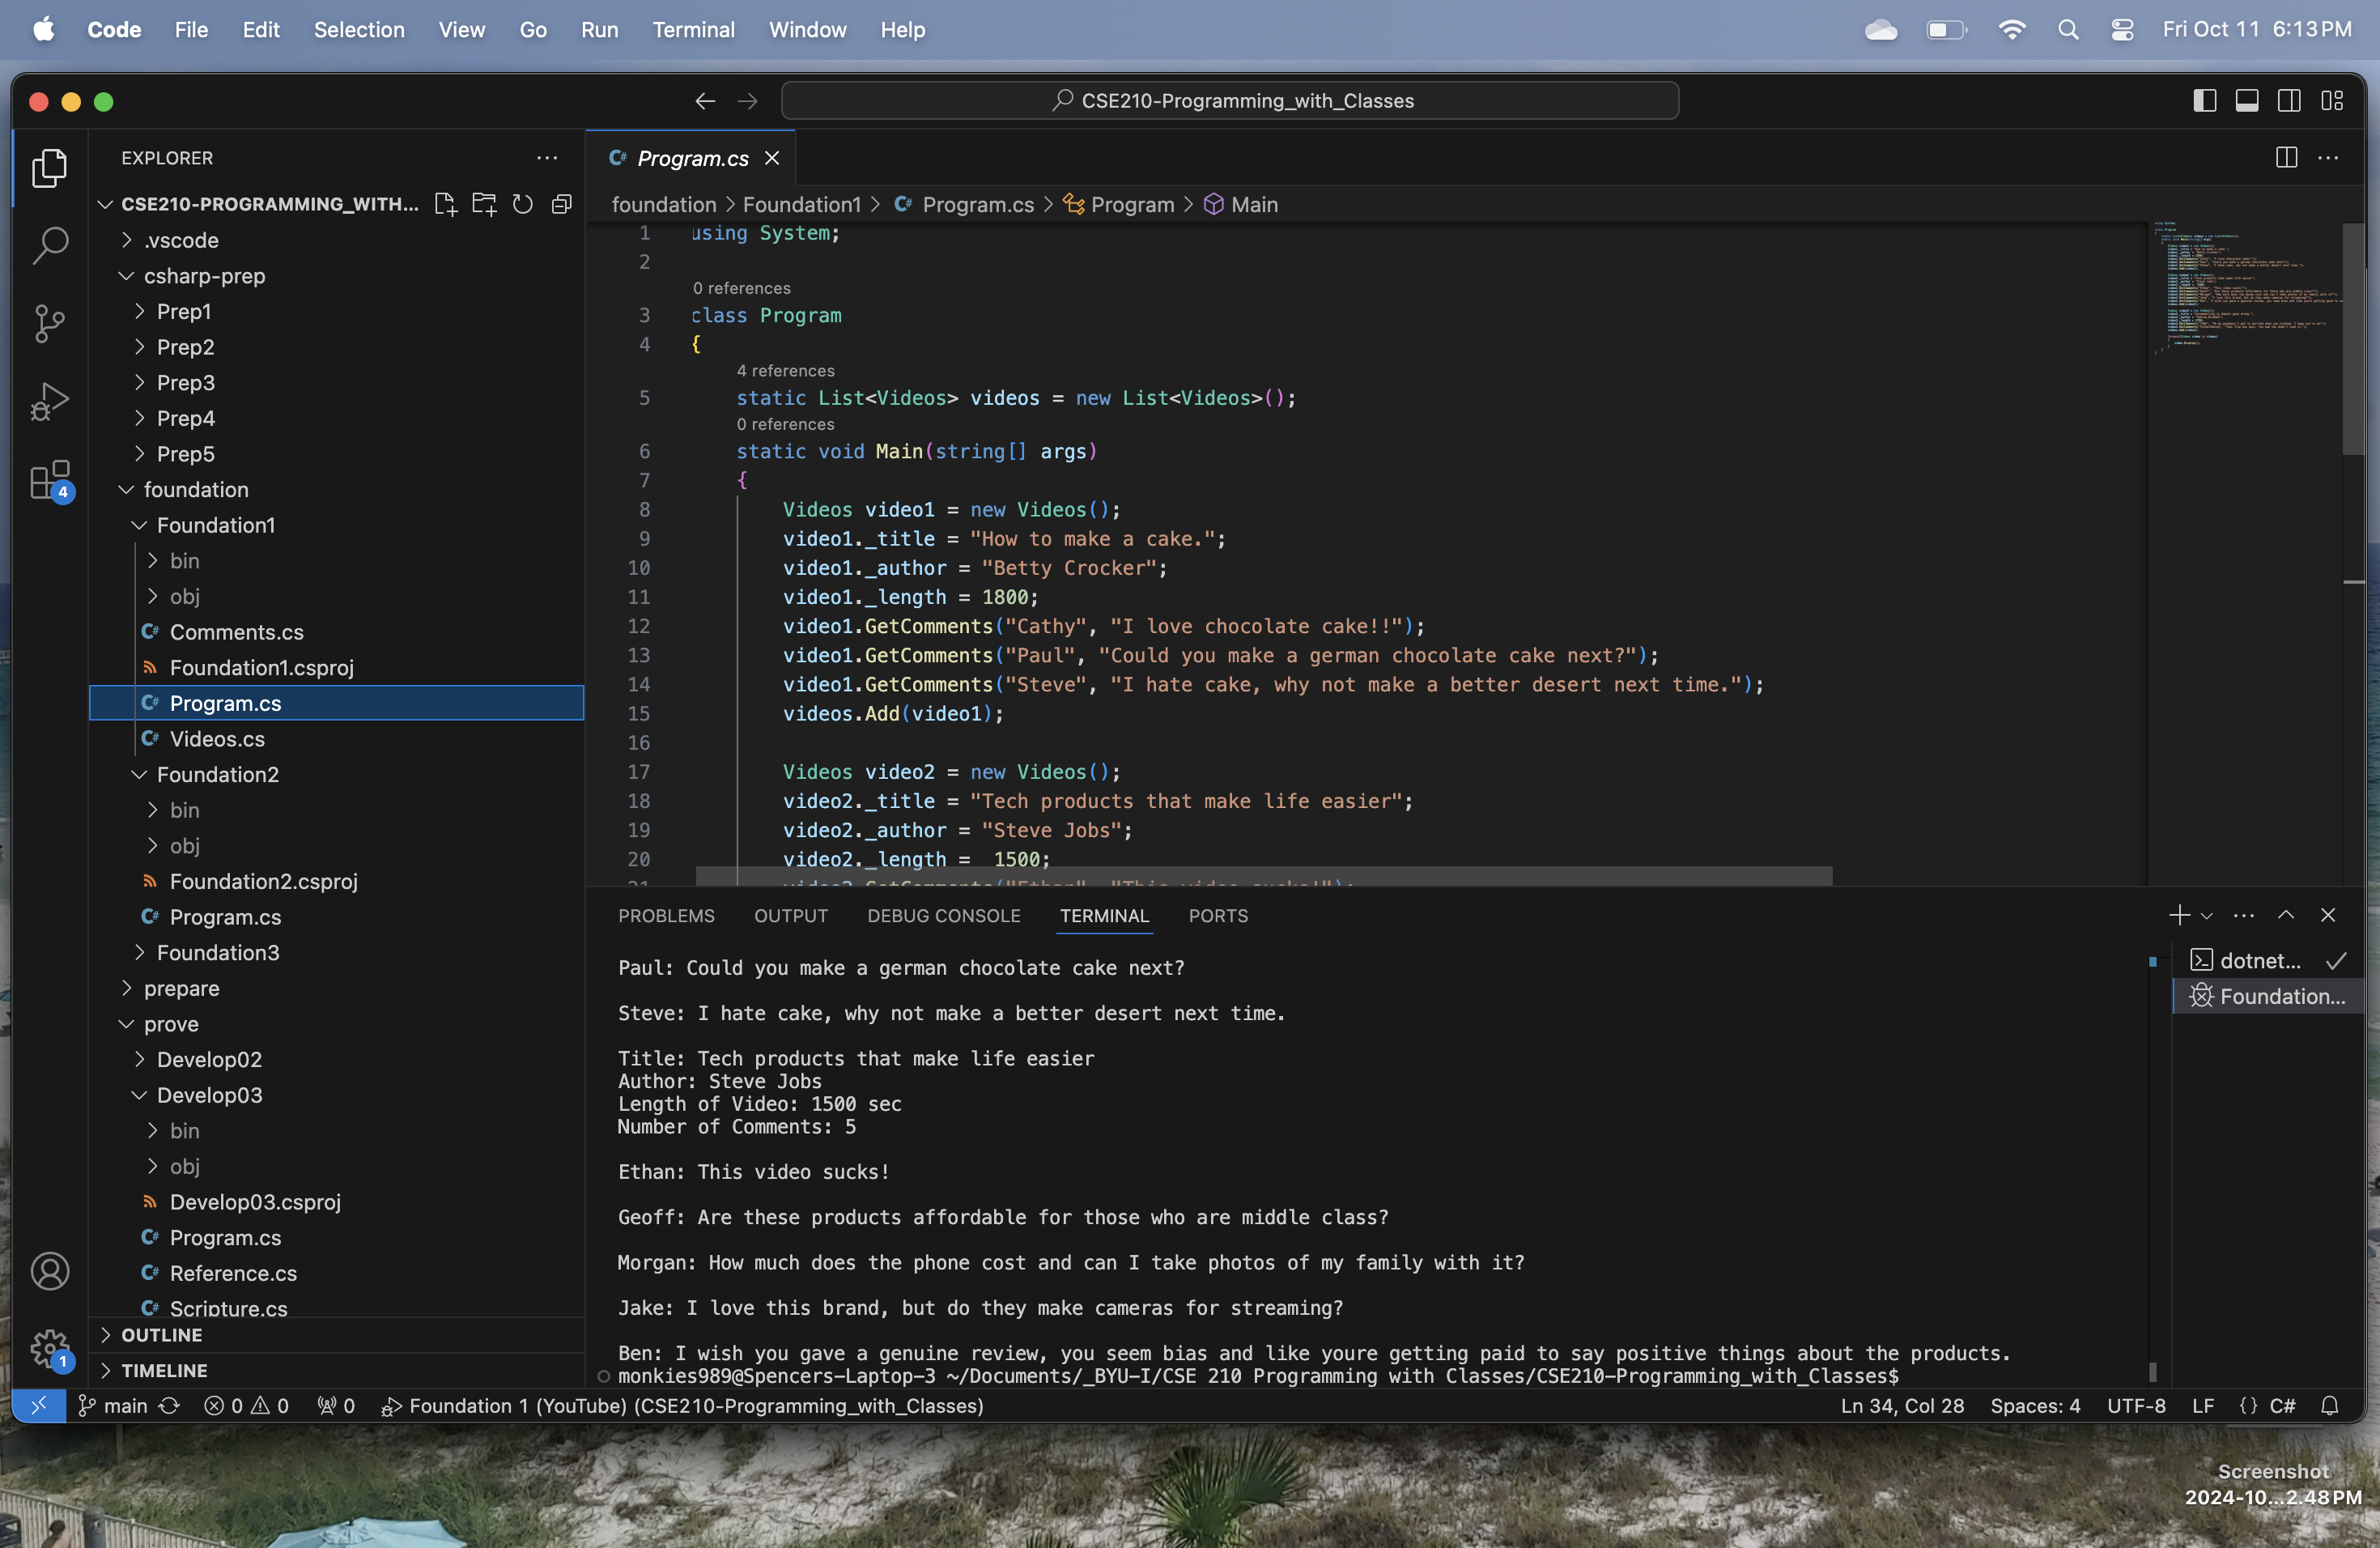 Code File Edit Selection View Go Run Terminal Window Help
Fri Oct 11 6:13 PM
CSE210-Programming_with_Classes
EXPLORER
CSE210-PROGRAMMING_WITH...
.vscode
csharp-prep
Prep1
Prep2
Prep3
Prep4
Prep5
foundation
Foundation1
bin
obj
Comments.cs
Foundation1.csproj
Program.cs
Videos.cs
Foundation2
bin
obj
Foundation2.csproj
Program.cs
Foundation3
prepare
prove
Develop02
Develop03
bin
obj
Develop03.csproj
Program.cs
Reference.cs
Scripture.cs
OUTLINE
TIMELINE
4
1
Program.cs
foundation > Foundation1 > Program.cs > Program > Main
1 using System;
2
0 references
3 class Program
4 {
4 references
5 static List<Videos> videos = new List<Videos>();
0 references
6 static void Main(string[] args)
7 {
8 Videos video1 = new Videos();
9 video1._title = "How to make a cake.";
10 video1._author = "Betty Crocker";
11 video1._length = 1800;
12 video1.GetComments("Cathy", "I love chocolate cake!!");
13 video1.GetComments("Paul", "Could you make a german chocolate cake next?");
14 video1.GetComments("Steve", "I hate cake, why not make a better desert next time.");
15 videos.Add(video1);
16
17 Videos video2 = new Videos();
18 video2._title = "Tech products that make life easier";
19 video2._author = "Steve Jobs";
20 video2._length =  1500;
21 video2.GetComments("Ethan", "This video sucks!");
PROBLEMS OUTPUT DEBUG CONSOLE TERMINAL PORTS
Paul: Could you make a german chocolate cake next?
Steve: I hate cake, why not make a better desert next time.
Title: Tech products that make life easier
Author: Steve Jobs
Length of Video: 1500 sec
Number of Comments: 5
Ethan: This video sucks!
Geoff: Are these products affordable for those who are middle class?
Morgan: How much does the phone cost and can I take photos of my family with it?
Jake: I love this brand, but do they make cameras for streaming?
Ben: I wish you gave a genuine review, you seem bias and like youre getting paid to say positive things about the products.
monkies989@Spencers-Laptop-3 ~/Documents/_BYU-I/CSE 210 Programming with Classes/CSE210-Programming_with_Classes$
dotnet...
Foundation...
main 0 0 0 Foundation 1 (YouTube) (CSE210-Programming_with_Classes)
Ln 34, Col 28 Spaces: 4 UTF-8 LF {} C#
Screenshot
2024-10...2.48 PM